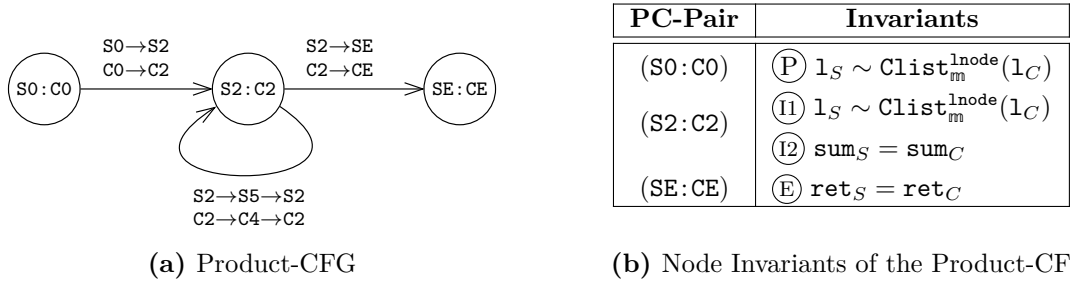 S0→S2
C0→C2
S2→SE
C2→CE
S0:C0
S2:C2
SE:CE
S2→S5→S2
C2→C4→C2
(a) Product-CFG
PC-Pair Invariants
(S0:C0) Ⓟ l_S ∼ Clist_𝕞^lnode(l_C)
(S2:C2) (I1) l_S ∼ Clist_𝕞^lnode(l_C)
(I2) sum_S = sum_C
(SE:CE) Ⓔ ret_S = ret_C
(b) Node Invariants of the Product-CF